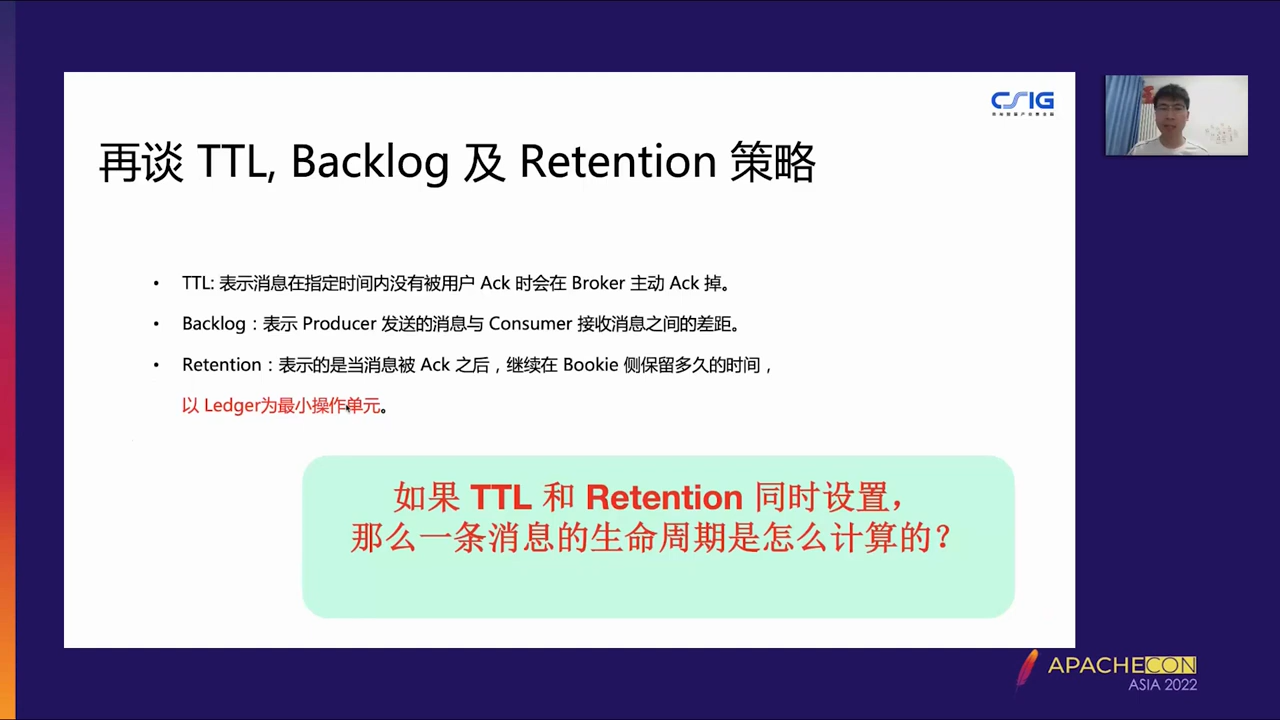 CSIG
再谈 TTL, Backlog 及 Retention 策略
• TTL: 表示消息在指定时间内没有被用户 Ack 时会在 Broker 主动 Ack 掉。
• Backlog：表示 Producer 发送的消息与 Consumer 接收消息之间的差距。
• Retention：表示的是当消息被 Ack 之后，继续在 Bookie 侧保留多久的时间，
以 Ledger为最小操作单元。
如果 TTL 和 Retention 同时设置，
那么一条消息的生命周期是怎么计算的？
APACHECON
ASIA 2022